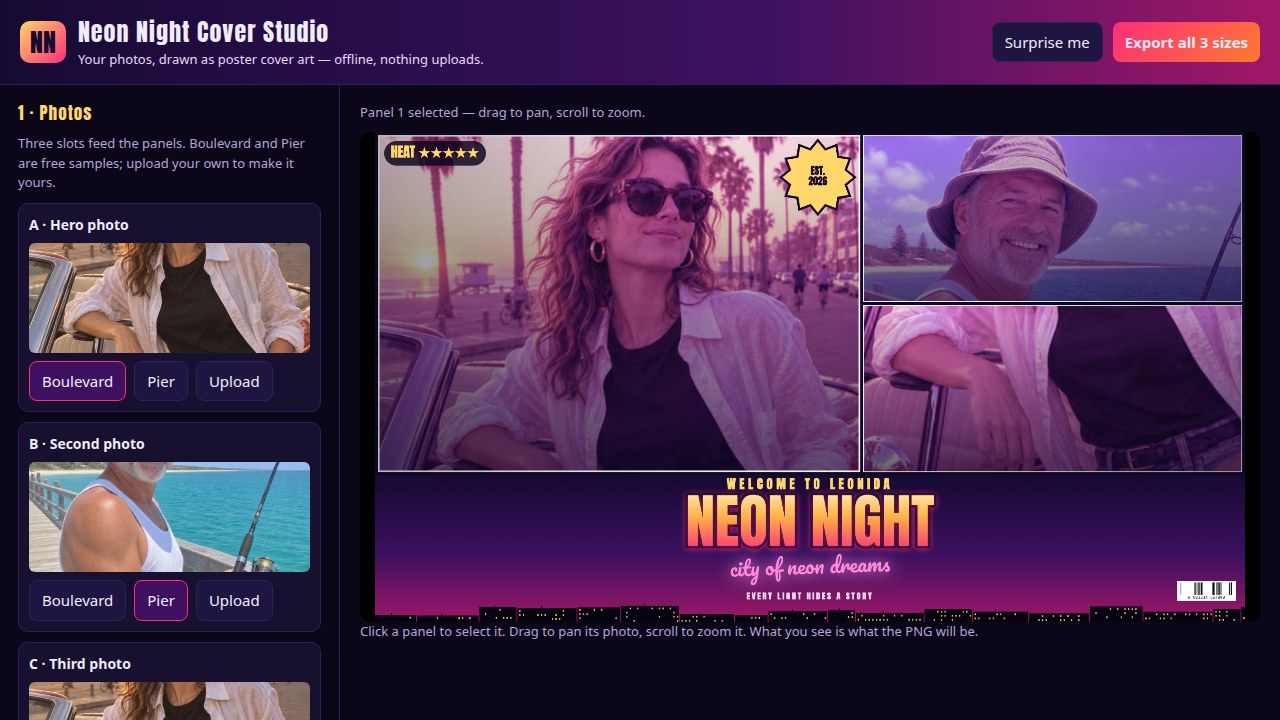 NN
Neon Night Cover Studio
Your photos, drawn as poster cover art — offline, nothing uploads.
Surprise me
Export all 3 sizes
1 · Photos
Three slots feed the panels. Boulevard and Pier
are free samples; upload your own to make it
yours.
A · Hero photo
Boulevard
Pier
Upload
B · Second photo
Boulevard
Pier
Upload
C · Third photo
Panel 1 selected — drag to pan, scroll to zoom.
HEAT ★★★★★
EST.
2026
WELCOME TO LEONIDA
NEON NIGHT
city of neon dreams
EVERY LIGHT HIDES A STORY
Click a panel to select it. Drag to pan its photo, scroll to zoom it. What you see is what the PNG will be.